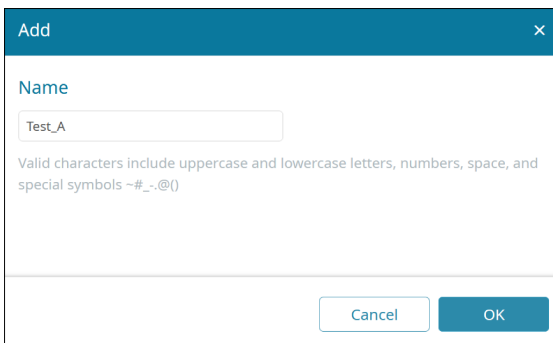 Add ×
Name
Test_A
Valid characters include uppercase and lowercase letters, numbers, space, and
special symbols ~#_-.@()
Cancel OK